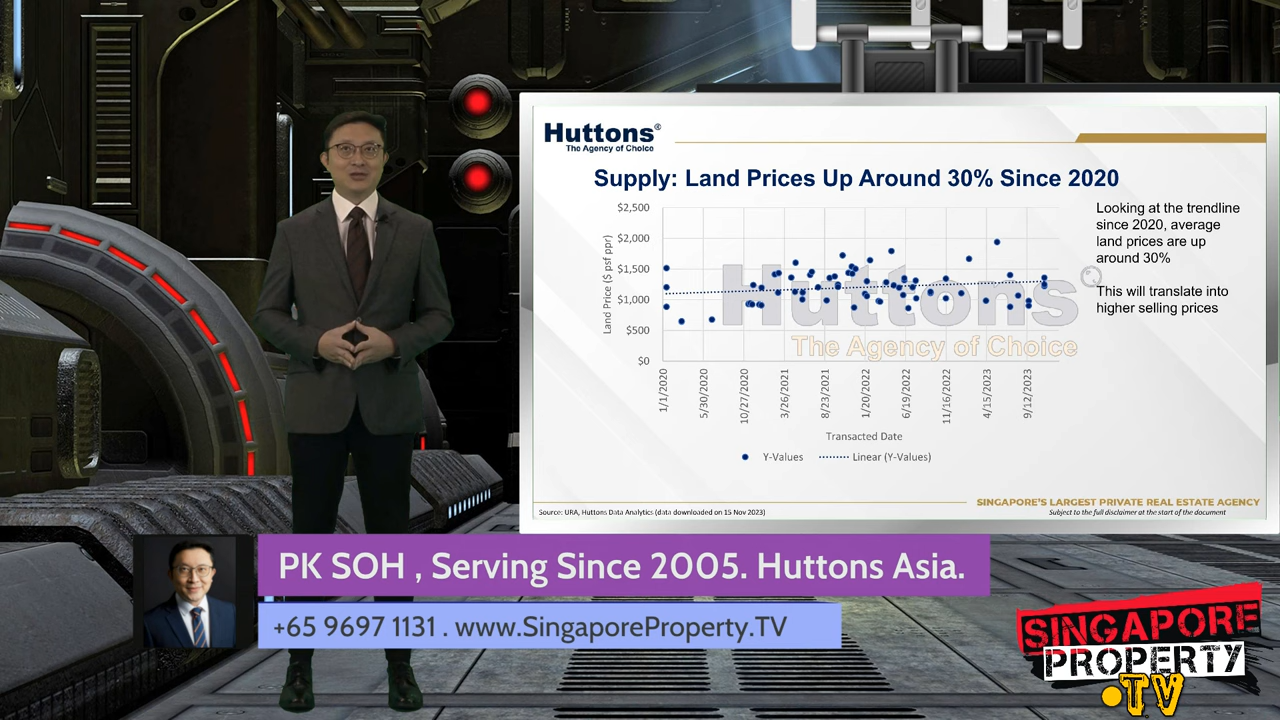 Huttons®
The Agency of Choice
Supply: Land Prices Up Around 30% Since 2020
$2,500
$2,000
$1,500
$1,000
$500
$0
Land Price ($ psf ppr)
1/1/2020
5/30/2020
10/27/2020
3/26/2021
8/23/2021
1/20/2022
6/19/2022
11/16/2022
4/15/2023
9/12/2023
Transacted Date
Y-Values
Linear (Y-Values)
Huttons
The Agency of Choice
Looking at the trendline
since 2020, average
land prices are up
around 30%
This will translate into
higher selling prices
SINGAPORE'S LARGEST PRIVATE REAL ESTATE AGENCY
Source: URA, Huttons Data Analytics (data downloaded on 15 Nov 2023)
Subject to the full disclaimer at the start of the document
PK SOH , Serving Since 2005. Huttons Asia.
+65 9697 1131 . www.SingaporeProperty.TV
SINGAPORE
PROPERTY
.TV